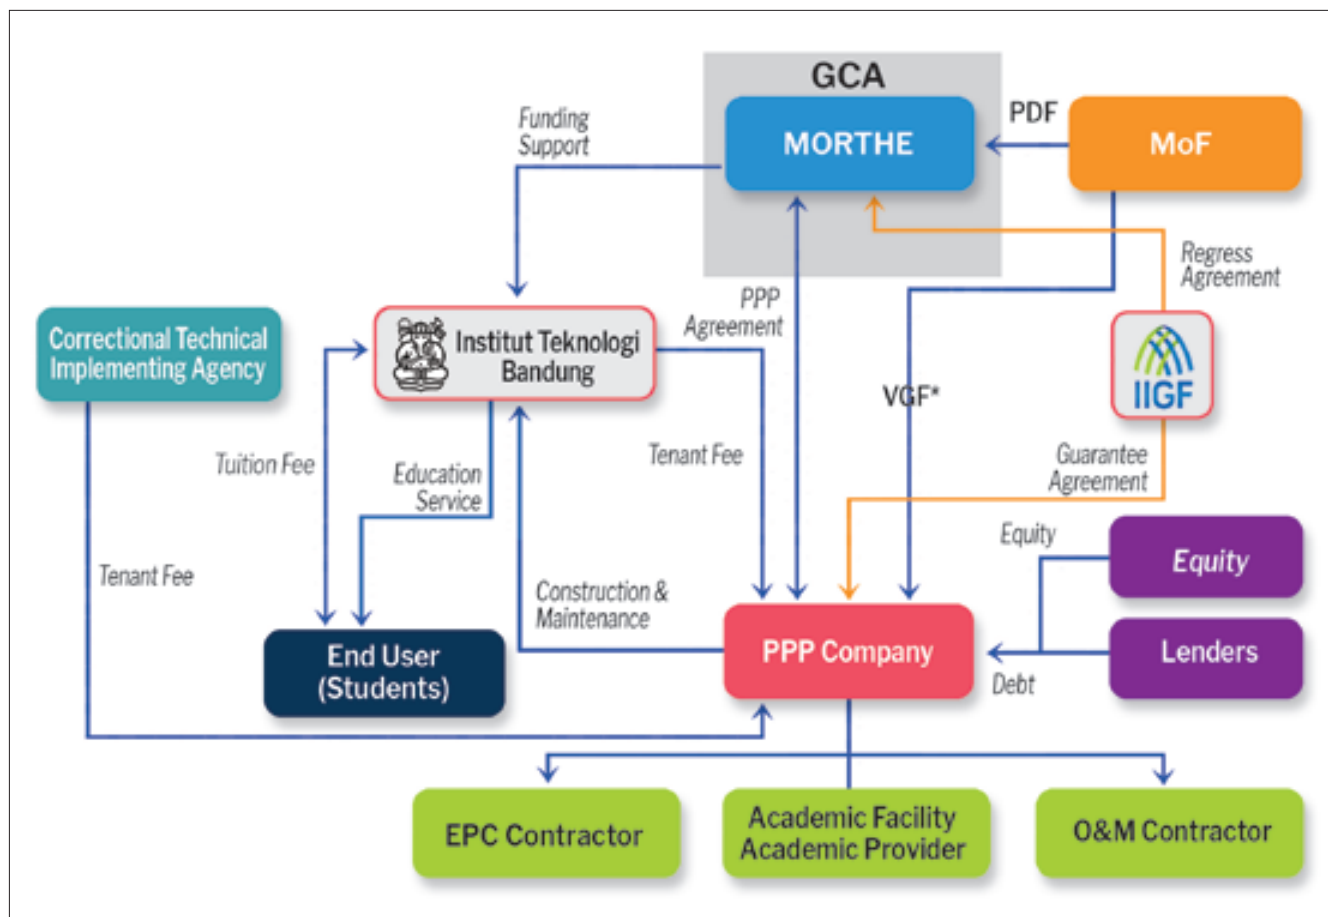 GCA
MORTHE
PDF
MoF
Funding
Support
Regress
Agreement
PPP
Agreement
Correctional Technical
Implementing Agency
Institut Teknologi
Bandung
IIGF
VGF*
Tuition Fee
Education
Service
Tenant Fee
Guarantee
Agreement
Equity
Equity
Tenant Fee
Construction &
Maintenance
End User
(Students)
PPP Company
Debt
Lenders
EPC Contractor
Academic Facility
Academic Provider
O&M Contractor